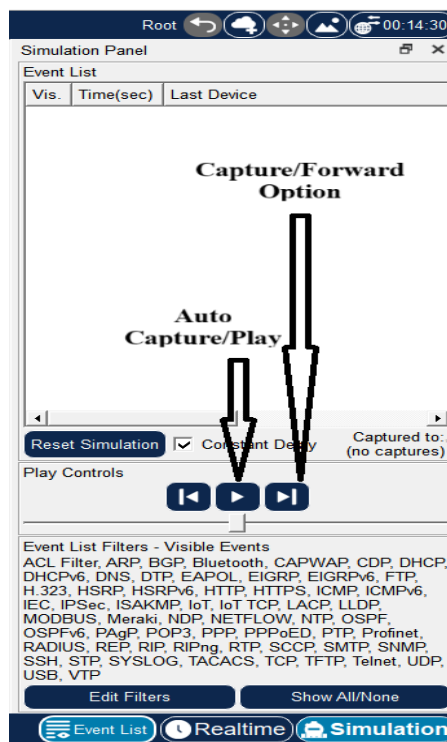 Root 00:14:30
Simulation Panel
Event List
Vis. Time(sec) Last Device
Capture/Forward
Option
Auto
Capture/Play
Reset Simulation Constant Delay Captured to:
(no captures)
Play Controls
Event List Filters - Visible Events
ACL Filter, ARP, BGP, Bluetooth, CAPWAP, CDP, DHCP,
DHCPv6, DNS, DTP, EAPOL, EIGRP, EIGRPv6, FTP,
H.323, HSRP, HSRPv6, HTTP, HTTPS, ICMP, ICMPv6,
IEC, IPSec, ISAKMP, IoT, IoT TCP, LACP, LLDP,
MODBUS, Meraki, NDP, NETFLOW, NTP, OSPF,
OSPFv6, PAgP, POP3, PPP, PPPoED, PTP, Profinet,
RADIUS, REP, RIP, RIPng, RTP, SCCP, SMTP, SNMP,
SSH, STP, SYSLOG, TACACS, TCP, TFTP, Telnet, UDP,
USB, VTP
Edit Filters Show All/None
Event List Realtime Simulation